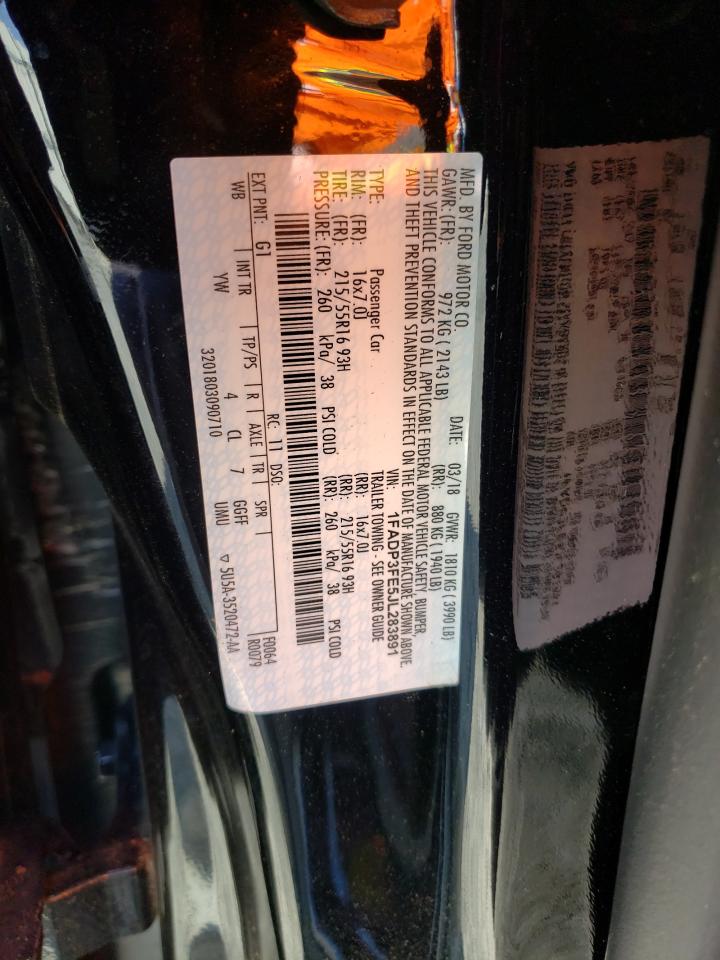 MFD. BY FORD MOTOR CO.
DATE: 03/18 GVWR: 1810 KG ( 3990 LB)
GAWR: (FR): 972 KG ( 2143 LB) (RR): 880 KG ( 1940 LB)
THIS VEHICLE CONFORMS TO ALL APPLICABLE FEDERAL MOTOR VEHICLE SAFETY, BUMPER,
AND THEFT PREVENTION STANDARDS IN EFFECT ON THE DATE OF MANUFACTURE SHOWN ABOVE
VIN: 1FADP3FE5JL283891
TYPE: Passenger Car TRAILER TOWING - SEE OWNER GUIDE
RIM: (FR): 16x7.0J (RR): 16x7.0J
TIRE: (FR): 215/55R16 93H (RR): 215/55R16 93H
PRESSURE: (FR): 260 kPa/ 38 PSI COLD (RR): 260 kPa/ 38 PSI COLD
RC: 11 DSO: F0064
EXT PNT: G1 R0079
WB INT TR TP/PS R AXLE TR SPR
YW 4 CL 7 GGFF UMU
3201803090710 ▽ 5U5A-3520472-AA